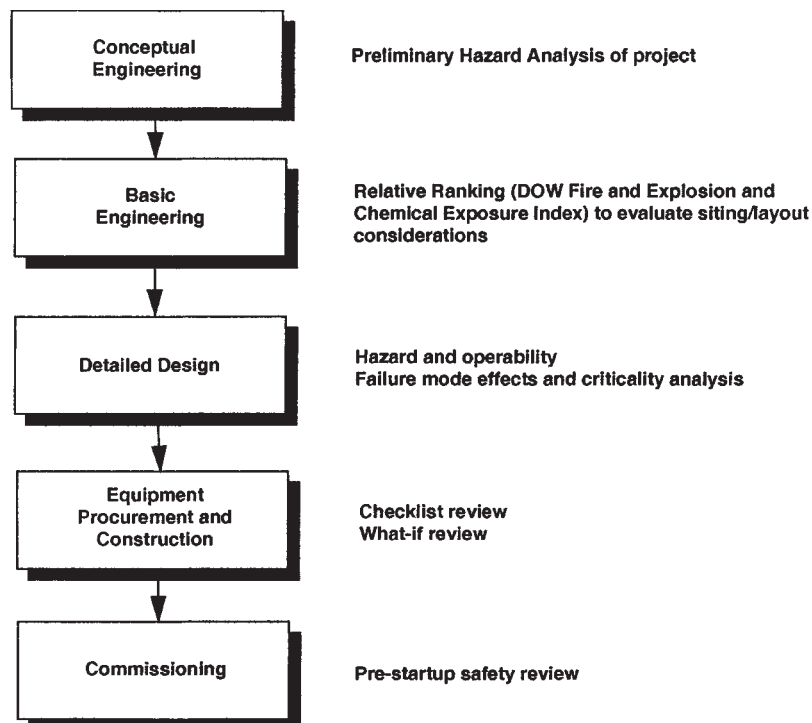 Conceptual
Engineering
Preliminary Hazard Analysis of project
Basic
Engineering
Relative Ranking (DOW Fire and Explosion and
Chemical Exposure Index) to evaluate siting/layout
considerations
Detailed Design
Hazard and operability
Failure mode effects and criticality analysis
Equipment
Procurement and
Construction
Checklist review
What-if review
Commissioning
Pre-startup safety review